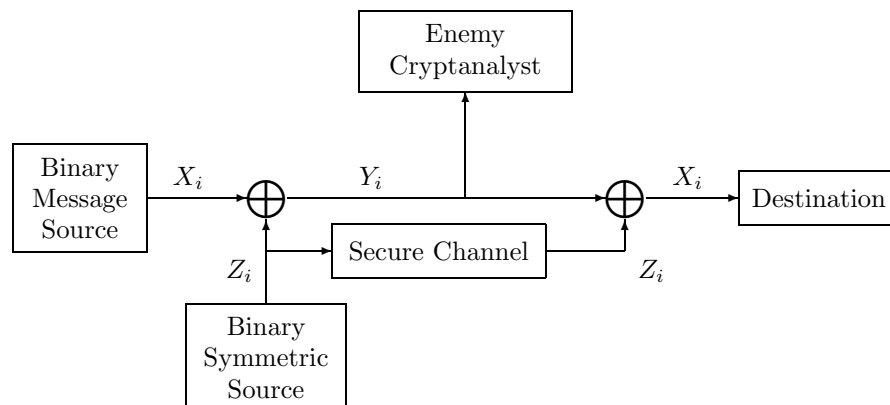 Enemy
Cryptanalyst
Binary
Message
Source
X_i
Y_i
X_i
Destination
Secure Channel
Z_i
Z_i
Binary
Symmetric
Source